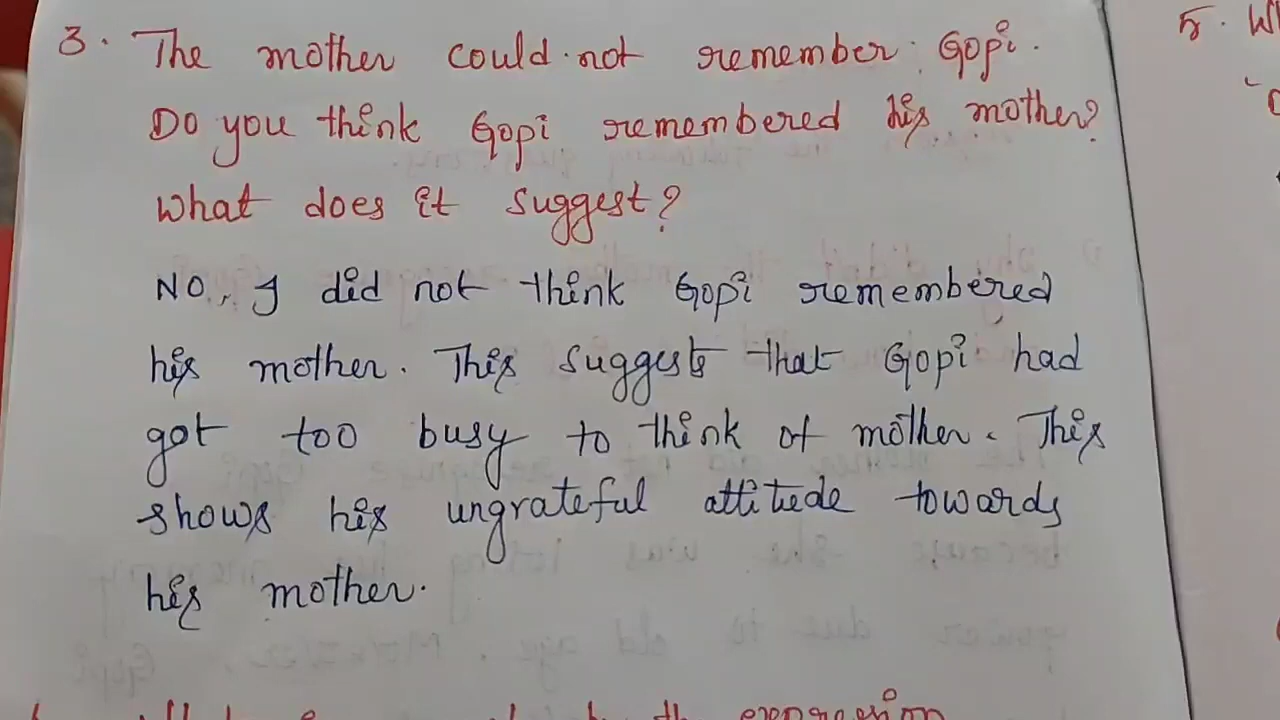 3. The mother could not remember Gopi.
Do you think Gopi remembered his mother?
What does it suggest?
NO, I did not think Gopi remembered
his mother. This suggests that Gopi had
got too busy to think of mother. This
shows his ungrateful attitude towards
his mother.
5.